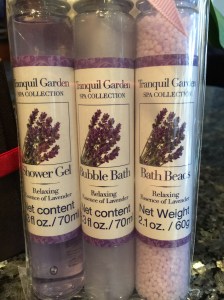 Tranquil Garden
SPA COLLECTION
Shower Gel
Relaxing
Essence of Lavender
Net content
fl oz./ 70ml
Tranquil Garden
SPA COLLECTION
Bubble Bath
Relaxing
Essence of Lavender
Net content
fl oz./ 70ml
Tranquil Garden
SPA COLLECTION
Bath Beads
Relaxing
Essence of Lavender
Net Weight
2.1 oz./ 60g